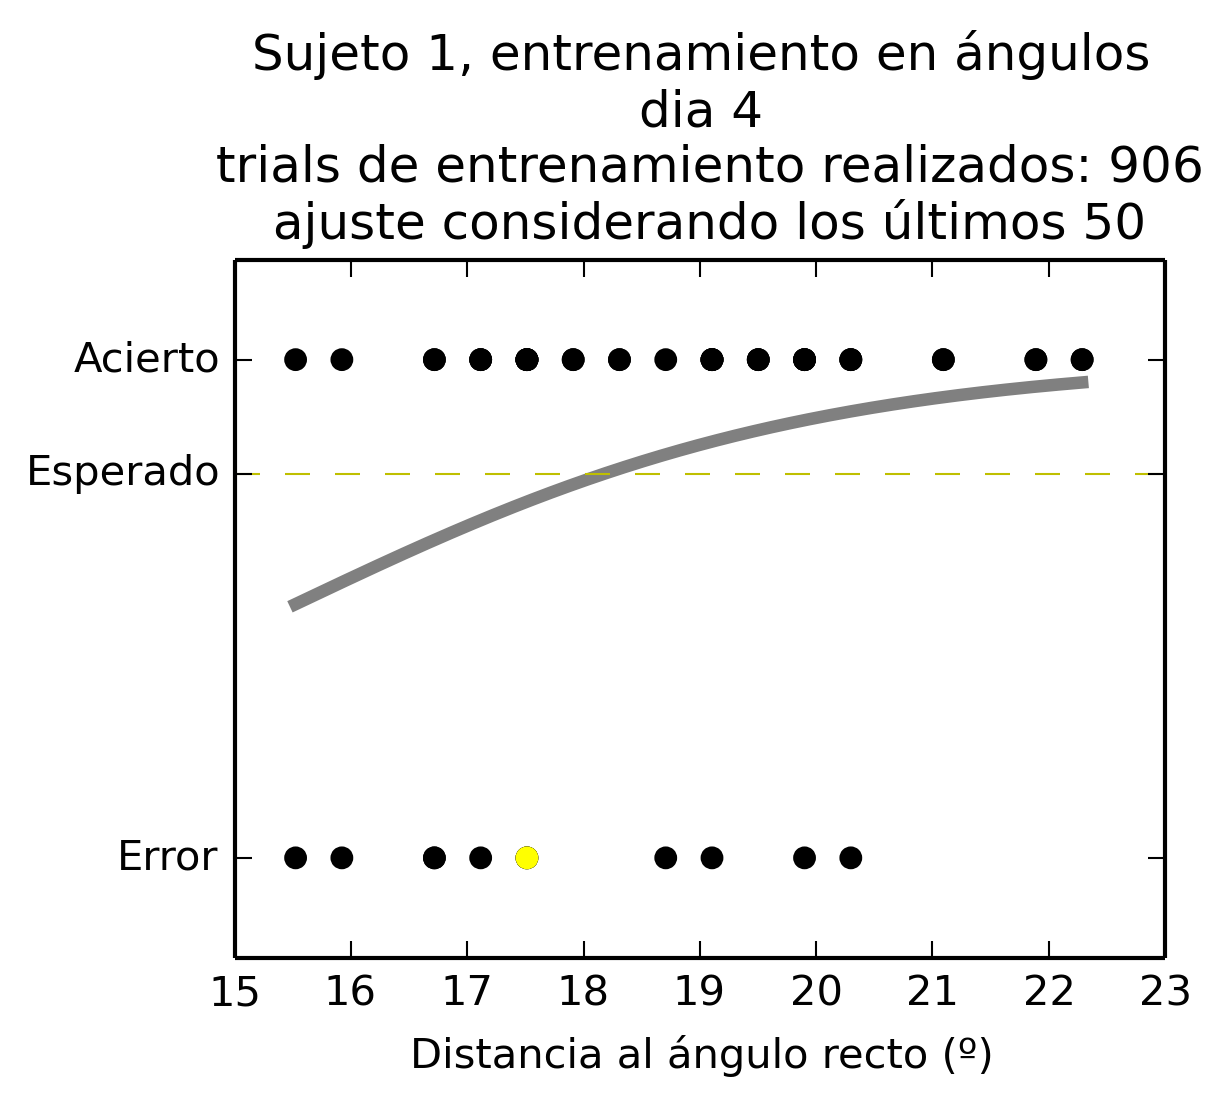 Sujeto 1, entrenamiento en ángulos
dia 4
trials de entrenamiento realizados: 906
ajuste considerando los últimos 50
Acierto
Esperado
Error
15 16 17 18 19 20 21 22 23
Distancia al ángulo recto (º)